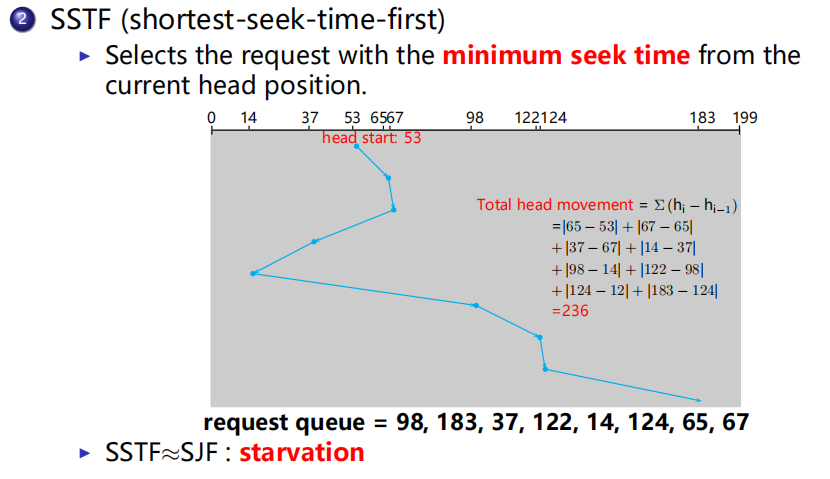 2 SSTF (shortest-seek-time-first)
▶ Selects the request with the minimum seek time from the
current head position.
0 14 37 53 6567 98 122124 183 199
head start: 53
Total head movement = Σ(hᵢ − hᵢ₋₁)
=|65 − 53| + |67 − 65|
+|37 − 67| + |14 − 37|
+|98 − 14| + |122 − 98|
+|124 − 12| + |183 − 124|
=236
request queue = 98, 183, 37, 122, 14, 124, 65, 67
▶ SSTF≈SJF : starvation